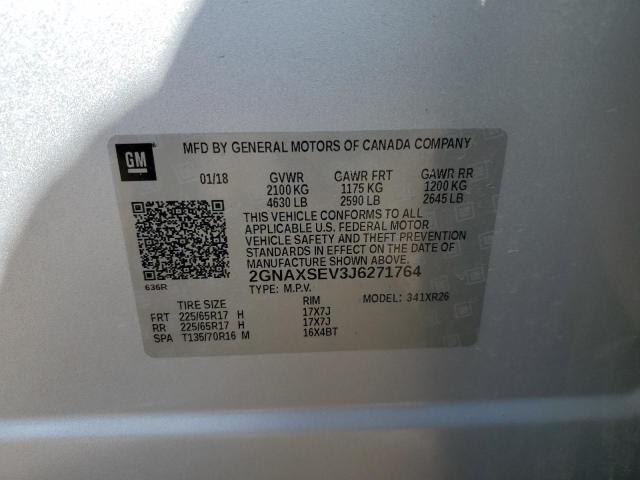 GM
MFD BY GENERAL MOTORS OF CANADA COMPANY
01/18 GVWR GAWR FRT GAWR RR
2100 KG 1175 KG 1200 KG
4630 LB 2590 LB 2645 LB
THIS VEHICLE CONFORMS TO ALL
APPLICABLE U.S. FEDERAL MOTOR
VEHICLE SAFETY AND THEFT PREVENTION
STANDARDS IN EFFECT ON THE DATE OF
MANUFACTURE SHOWN ABOVE.
2GNAXSEV3J6271764
636R TYPE: M.P.V. MODEL: 341XR26
TIRE SIZE RIM
FRT 225/65R17 H 17X7J
RR 225/65R17 H 17X7J
SPA T135/70R16 M 16X4BT